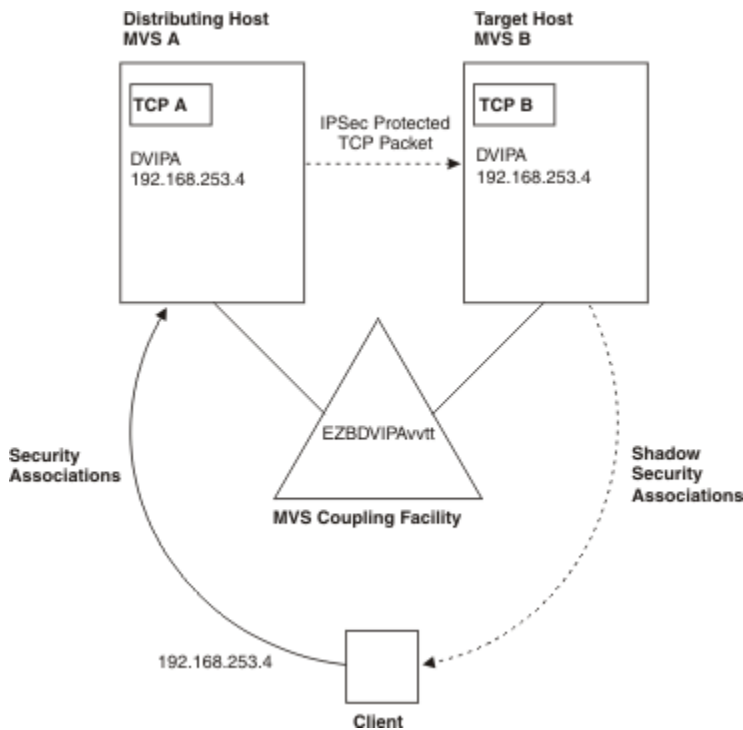 Distributing Host
MVS A
Target Host
MVS B
TCP A
DVIPA
192.168.253.4
IPSec Protected
TCP Packet
TCP B
DVIPA
192.168.253.4
EZBDVIPAvvtt
MVS Coupling Facility
Security
Associations
Shadow
Security
Associations
192.168.253.4
Client